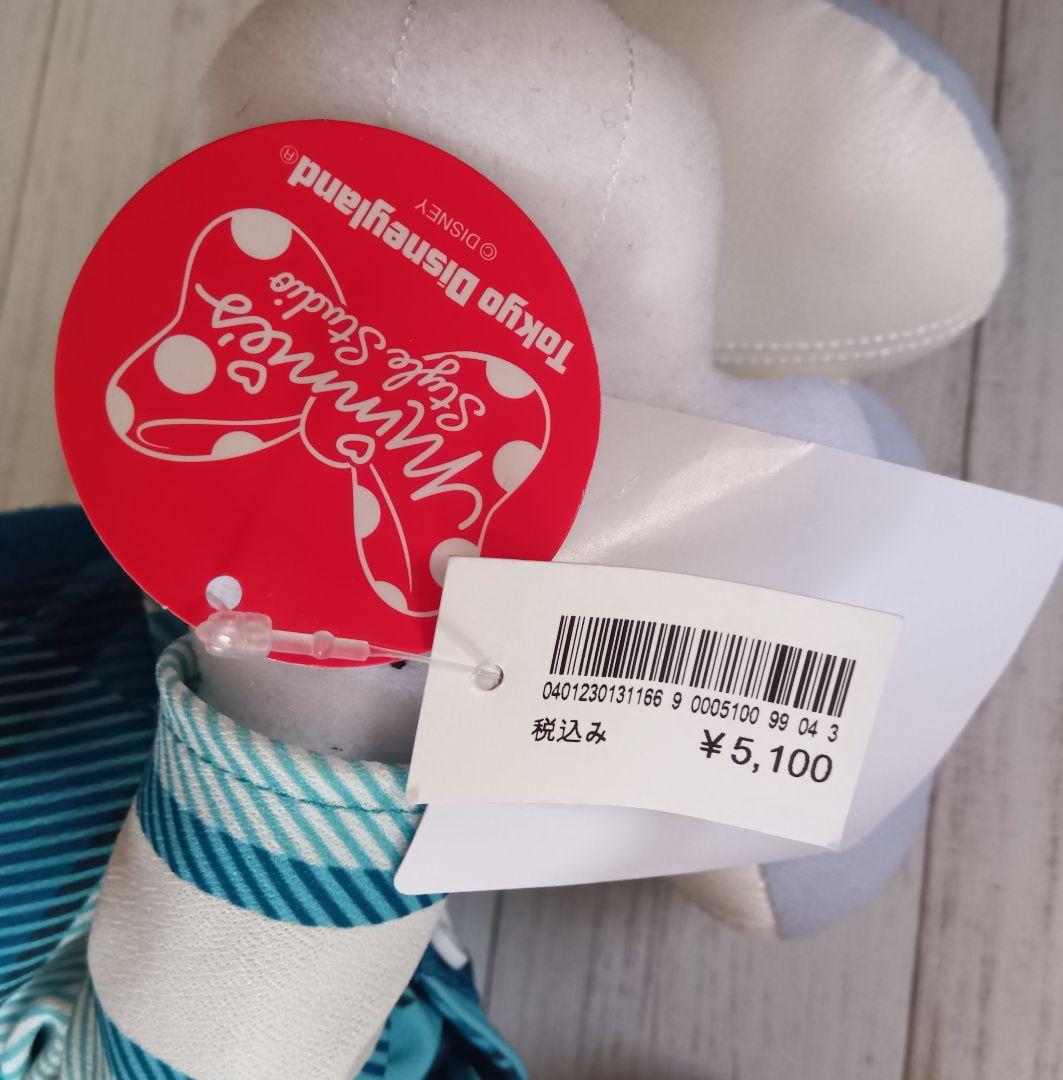 Minnie's
Style Studio
Tokyo Disneyland®
©DISNEY
0401230131166 9 0005100 99 04 3
税込み ￥5,100